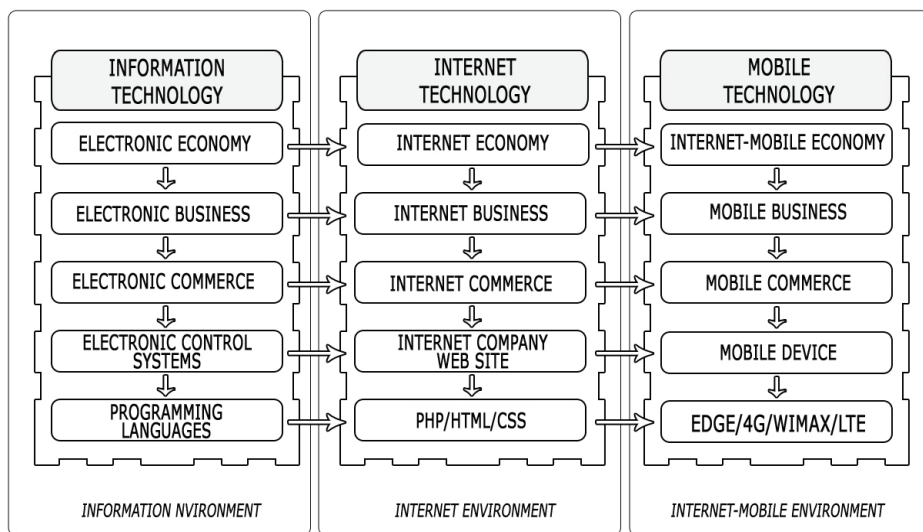 INFORMATION
TECHNOLOGY
ELECTRONIC ECONOMY
ELECTRONIC BUSINESS
ELECTRONIC COMMERCE
ELECTRONIC CONTROL
SYSTEMS
PROGRAMMING
LANGUAGES
INFORMATION NVIRONMENT
INTERNET
TECHNOLOGY
INTERNET ECONOMY
INTERNET BUSINESS
INTERNET COMMERCE
INTERNET COMPANY
WEB SITE
PHP/HTML/CSS
INTERNET ENVIRONMENT
MOBILE
TECHNOLOGY
INTERNET-MOBILE ECONOMY
MOBILE BUSINESS
MOBILE COMMERCE
MOBILE DEVICE
EDGE/4G/WIMAX/LTE
INTERNET-MOBILE ENVIRONMENT